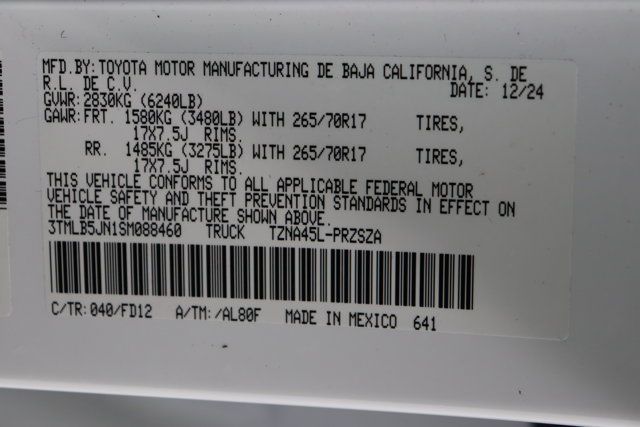 MFD.BY: TOYOTA MOTOR MANUFACTURING DE BAJA CALIFORNIA, S. DE
R.L. DE C.V. DATE: 12/24
GVWR: 2830KG (6240LB)
GAWR: FRT. 1580KG (3480LB) WITH 265/70R17 TIRES,
17X7.5J RIMS
RR. 1485KG (3275LB) WITH 265/70R17 TIRES,
17X7.5J RIMS.
THIS VEHICLE CONFORMS TO ALL APPLICABLE FEDERAL MOTOR
VEHICLE SAFETY AND THEFT PREVENTION STANDARDS IN EFFECT ON
THE DATE OF MANUFACTURE SHOWN ABOVE.
3TMLB5JN1SM088460 TRUCK TZNA45L-PRZSZA
C/TR: 040/FD12 A/TM: /AL80F MADE IN MEXICO 641